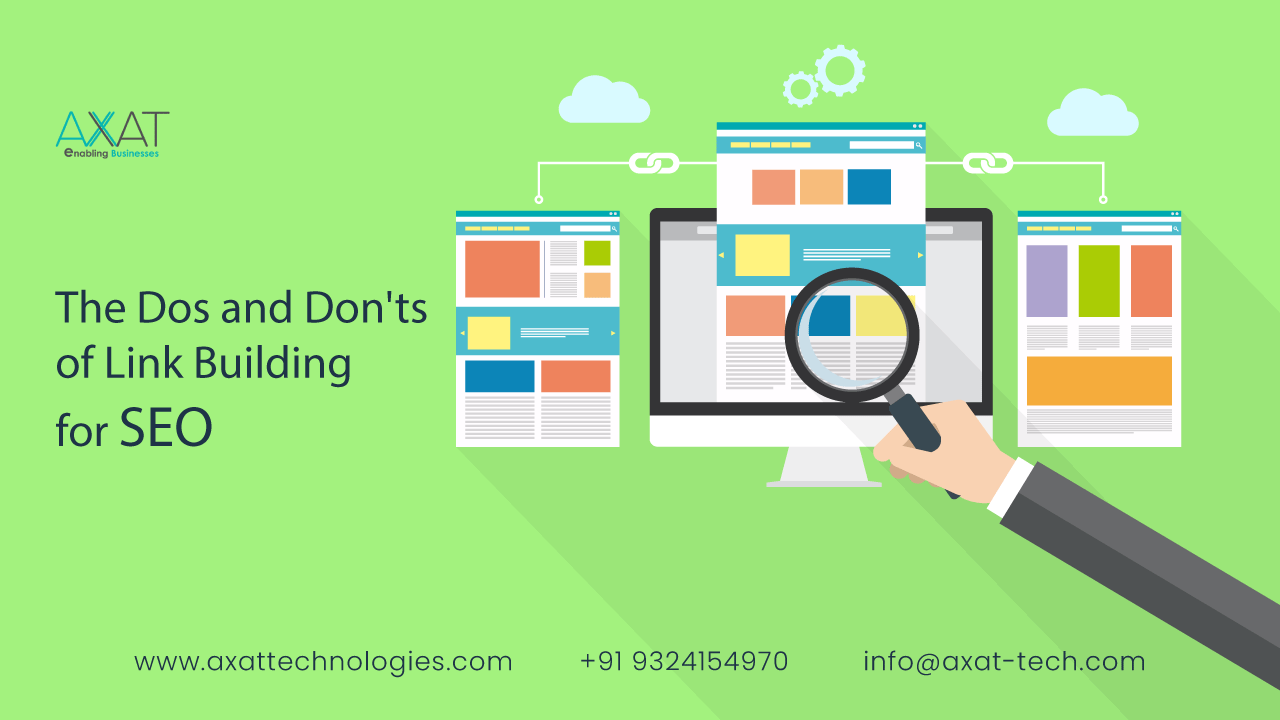 AXAT
enabling Businesses
The Dos and Don'ts
of Link Building
for SEO
www.axattechnologies.com +91 9324154970 info@axat-tech.com